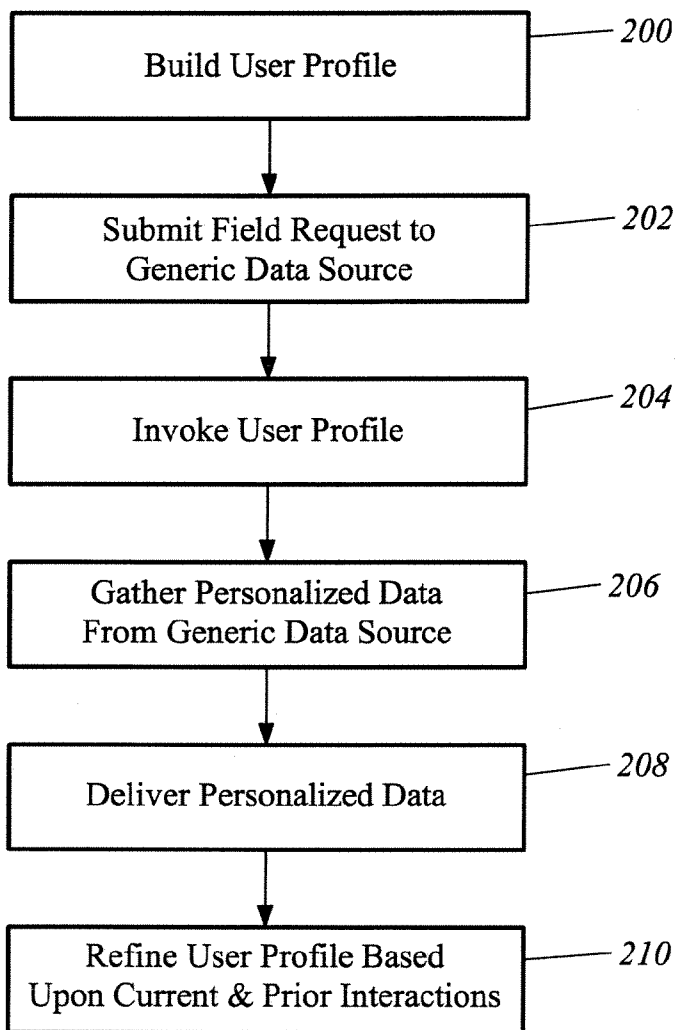 200
Build User Profile
202
Submit Field Request to
Generic Data Source
204
Invoke User Profile
206
Gather Personalized Data
From Generic Data Source
208
Deliver Personalized Data
210
Refine User Profile Based
Upon Current & Prior Interactions